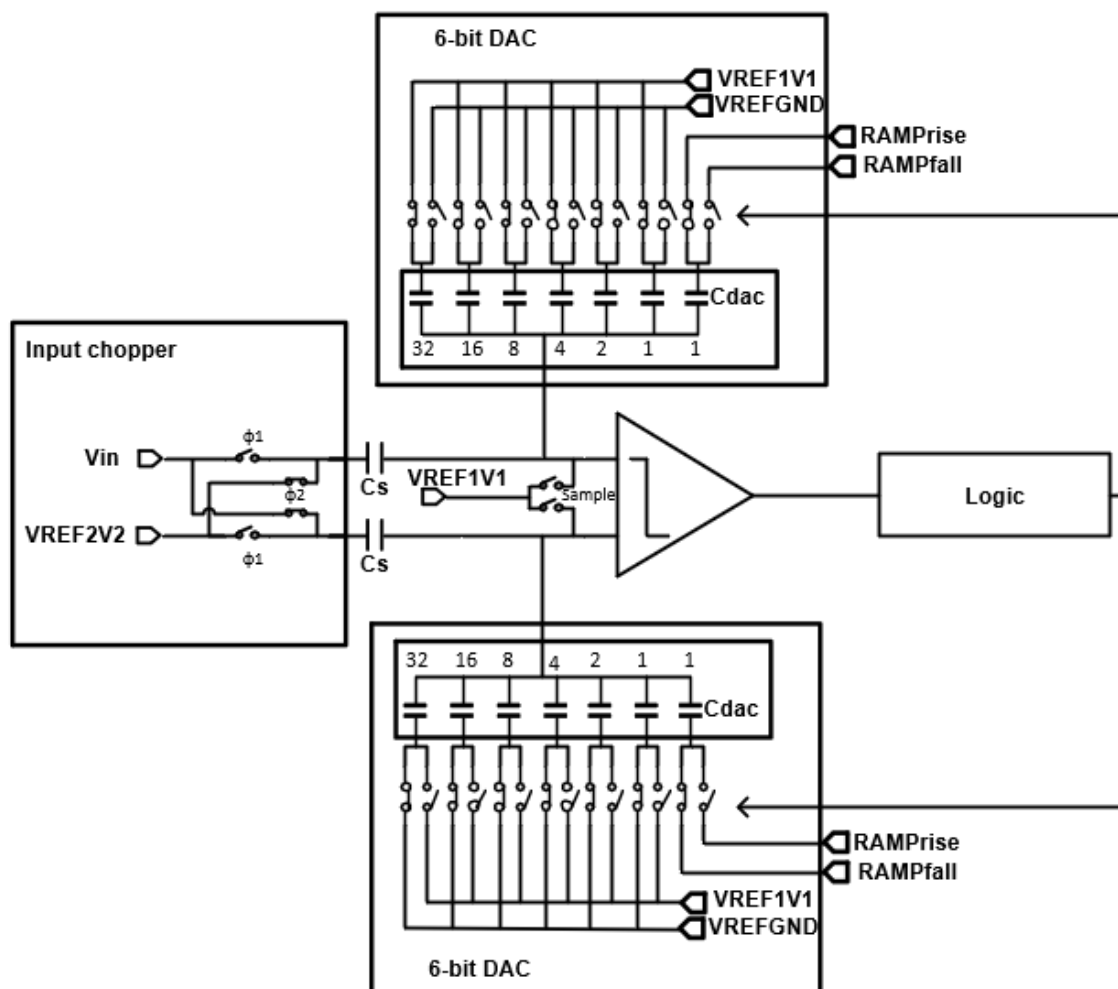 6-bit DAC
VREF1V1
VREFGND
RAMPrise
RAMPfall
Cdac
32 16 8 4 2 1 1
Input chopper
ϕ1
Vin
Cs
VREF1V1
ϕ2
Sample
Logic
VREF2V2
ϕ1
Cs
32 16 8 4 2 1 1
Cdac
RAMPrise
RAMPfall
VREF1V1
VREFGND
6-bit DAC